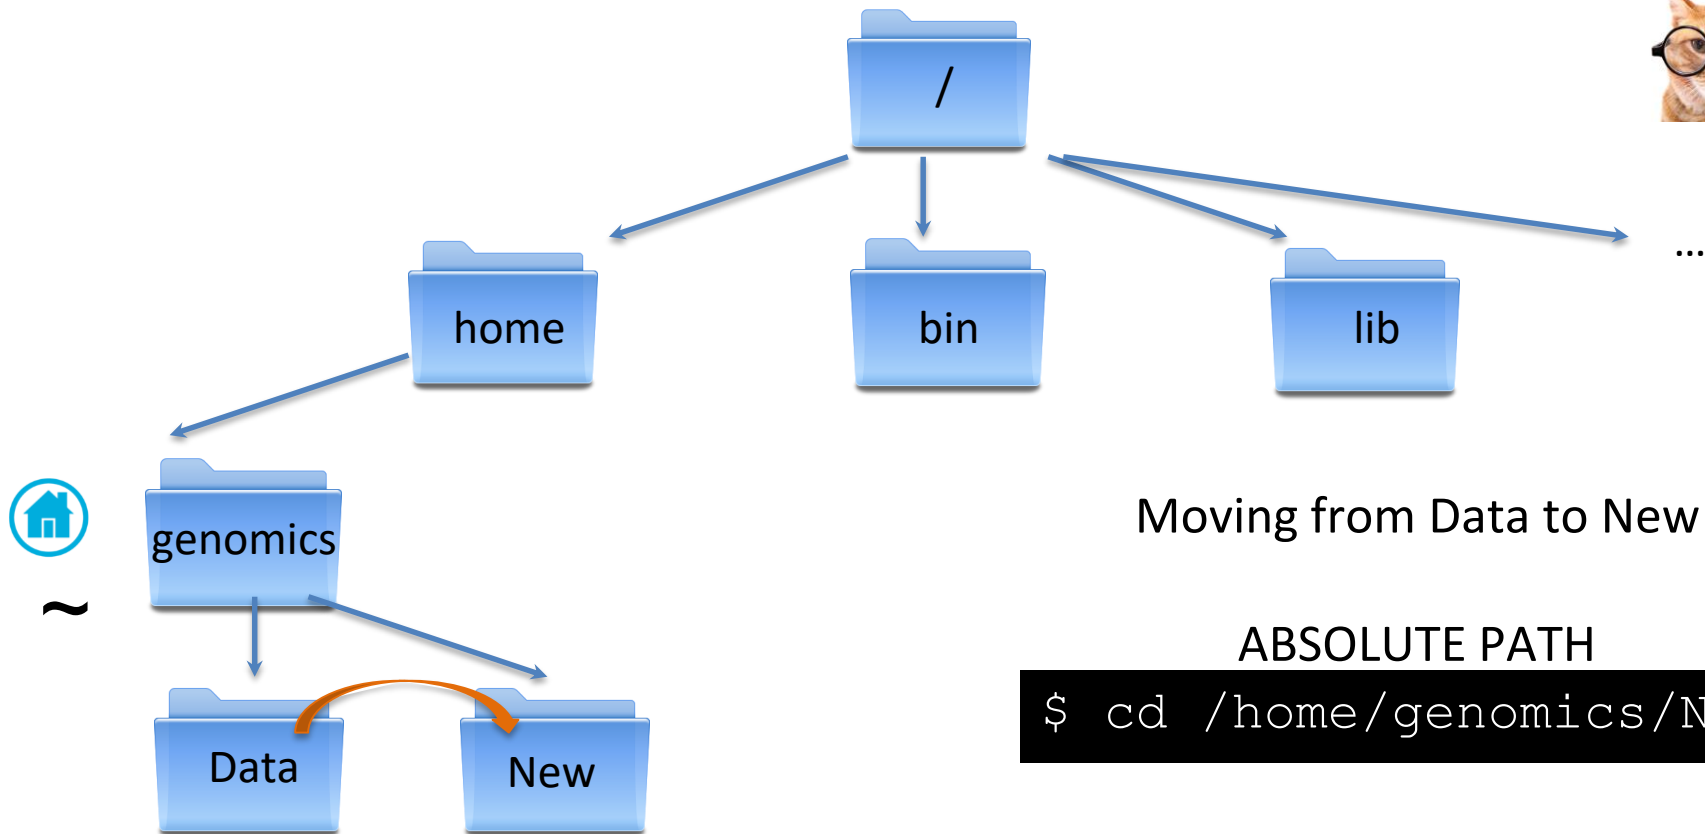 /
…
home
bin
lib
genomics
~
Moving from Data to New
ABSOLUTE PATH
$ cd /home/genomics/N
Data
New